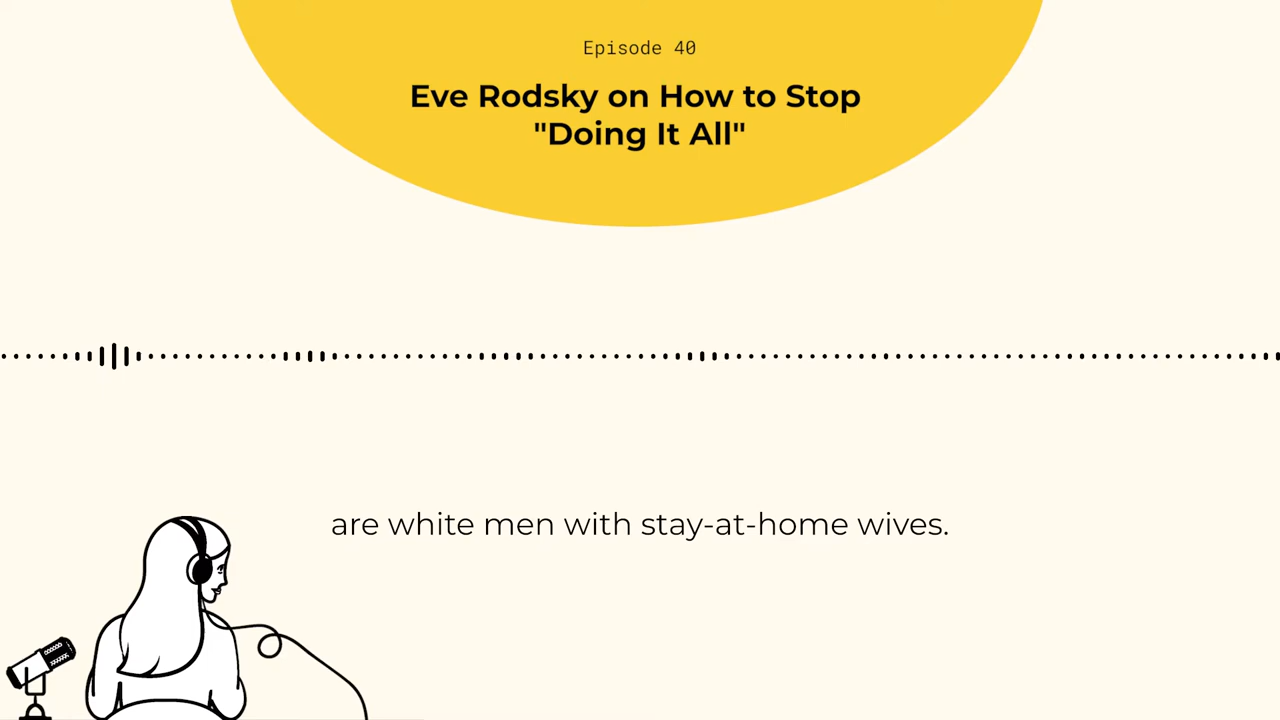 Episode 40
Eve Rodsky on How to Stop
"Doing It All"
are white men with stay-at-home wives.